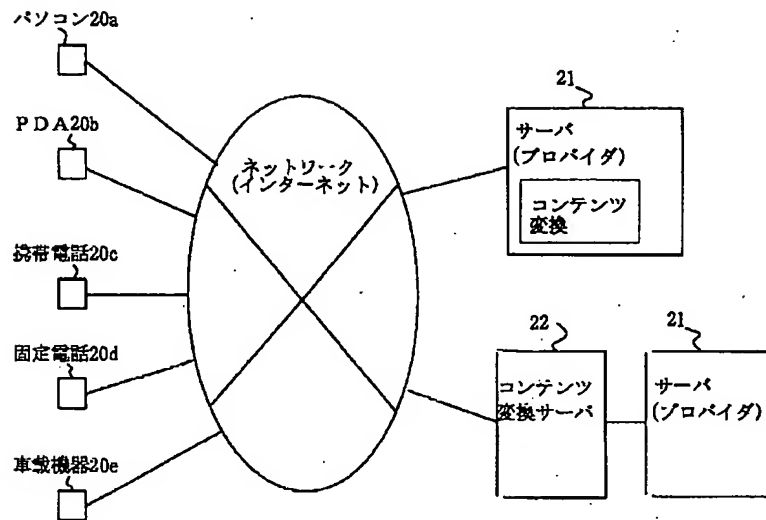 パソコン20a
PDA20b
携帯電話20c
固定電話20d
車載機器20e
ネットワーク
(インターネット)
21
サーバ
(プロバイダ)
コンテンツ
変換
22
コンテンツ
変換サーバ
21
サーバ
(プロバイダ)